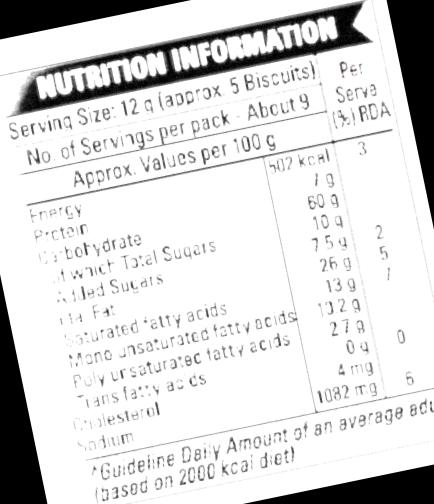 NUTRITION INFORMATION
Serving Size: 12 g (approx. 5 Biscuits)
No. of Servings per pack - About 9
Per Serve (%) RDA
Approx. Values per 100 g
Energy 502 kcal 3
Protein 7 g
Carbohydrate 60 g
of which Total Sugars 10 g
Added Sugars 7.5 g 2
Fat 26 g 5
Saturated fatty acids 13 g 7
Mono unsaturated fatty acids 10.2 g
Poly unsaturated fatty acids 2.7 g
Trans fatty acids 0 g 0
Cholesterol 4 mg
Sodium 1082 mg 6
*Guideline Daily Amount of an average adu
(based on 2000 kcal diet)